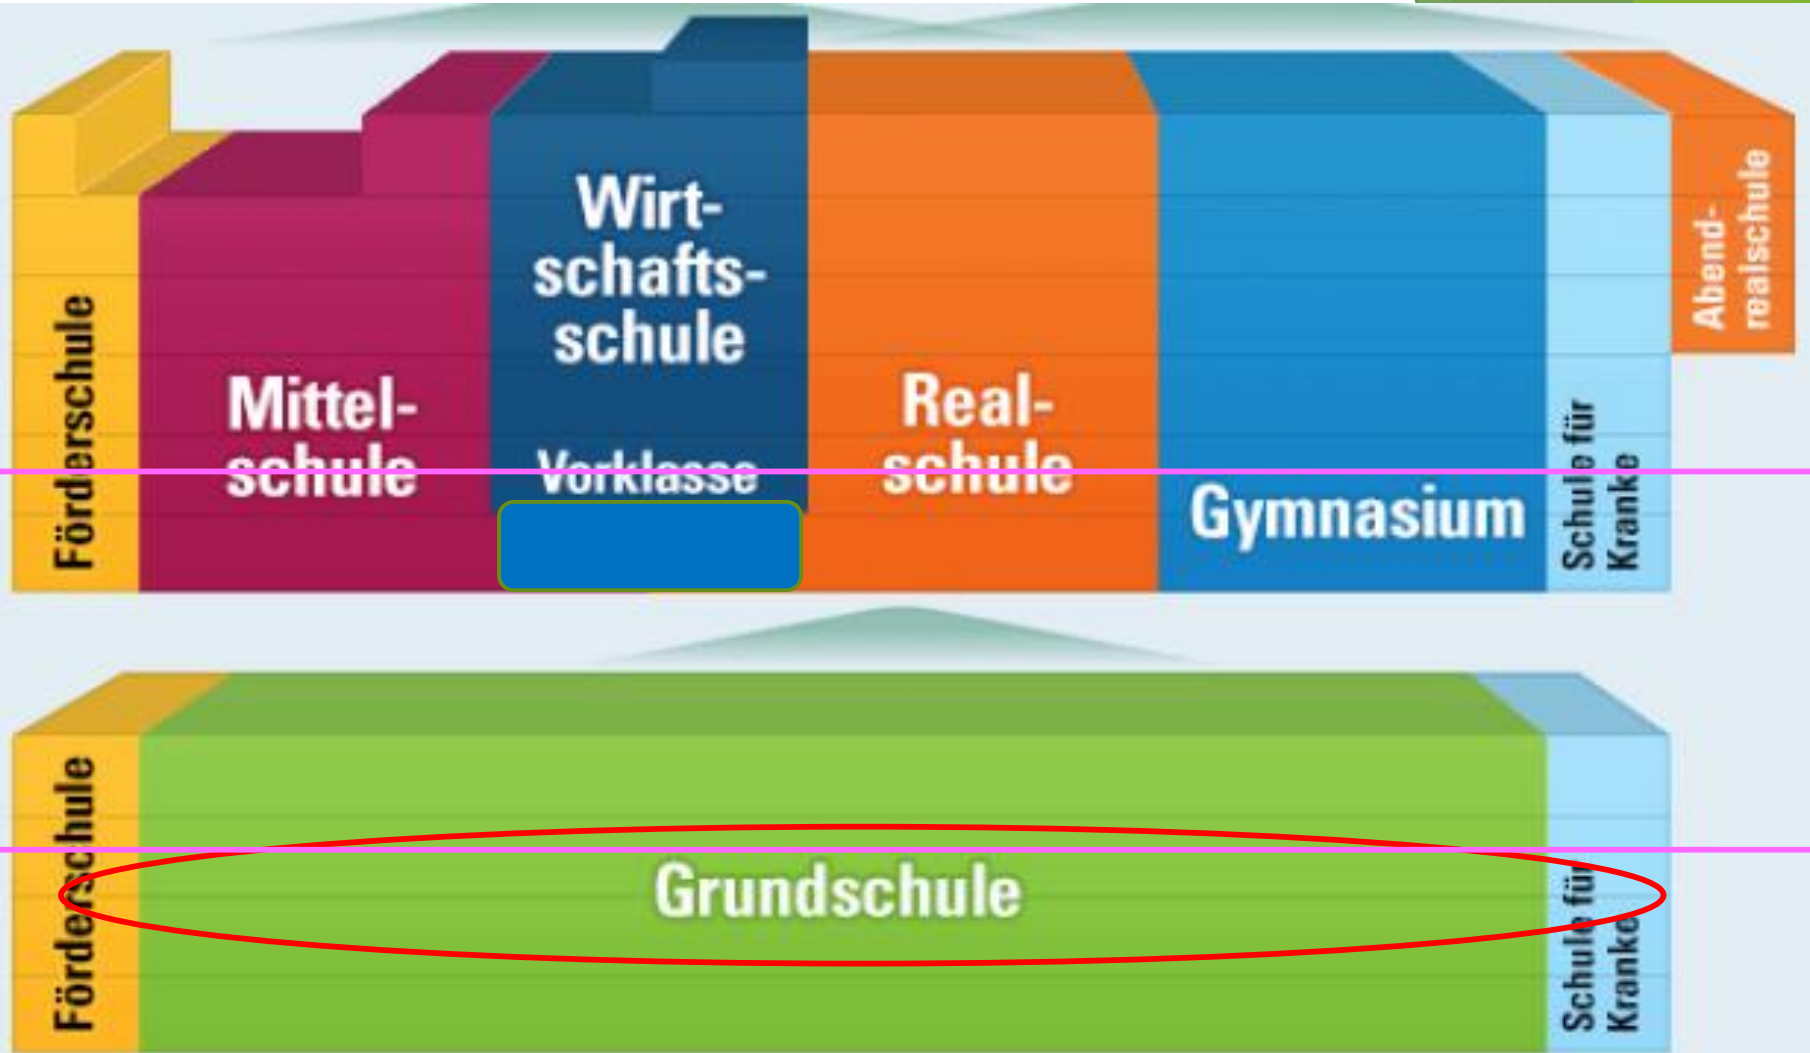 Förderschule
Mittel-
schule
Wirt-
schafts-
schule
Vorklasse
Real-
schule
Gymnasium
Schule für
Kranke
Abend-
realschule
Förderschule
Grundschule
Schule für
Kranke